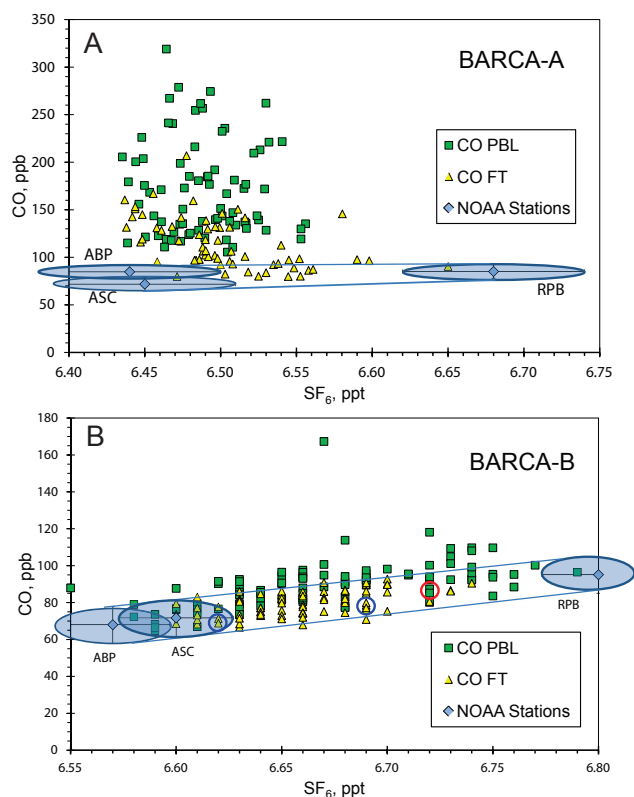 A
BARCA-A
CO, ppb
350
300
250
200
150
100
50
0
CO PBL
CO FT
NOAA Stations
ABP
ASC
RPB
6.40 6.45 6.50 6.55 6.60 6.65 6.70 6.75
SF6, ppt
B
BARCA-B
CO, ppb
180
160
140
120
100
80
60
40
20
0
ABP
ASC
RPB
CO PBL
CO FT
NOAA Stations
6.55 6.60 6.65 6.70 6.75 6.80
SF6, ppt